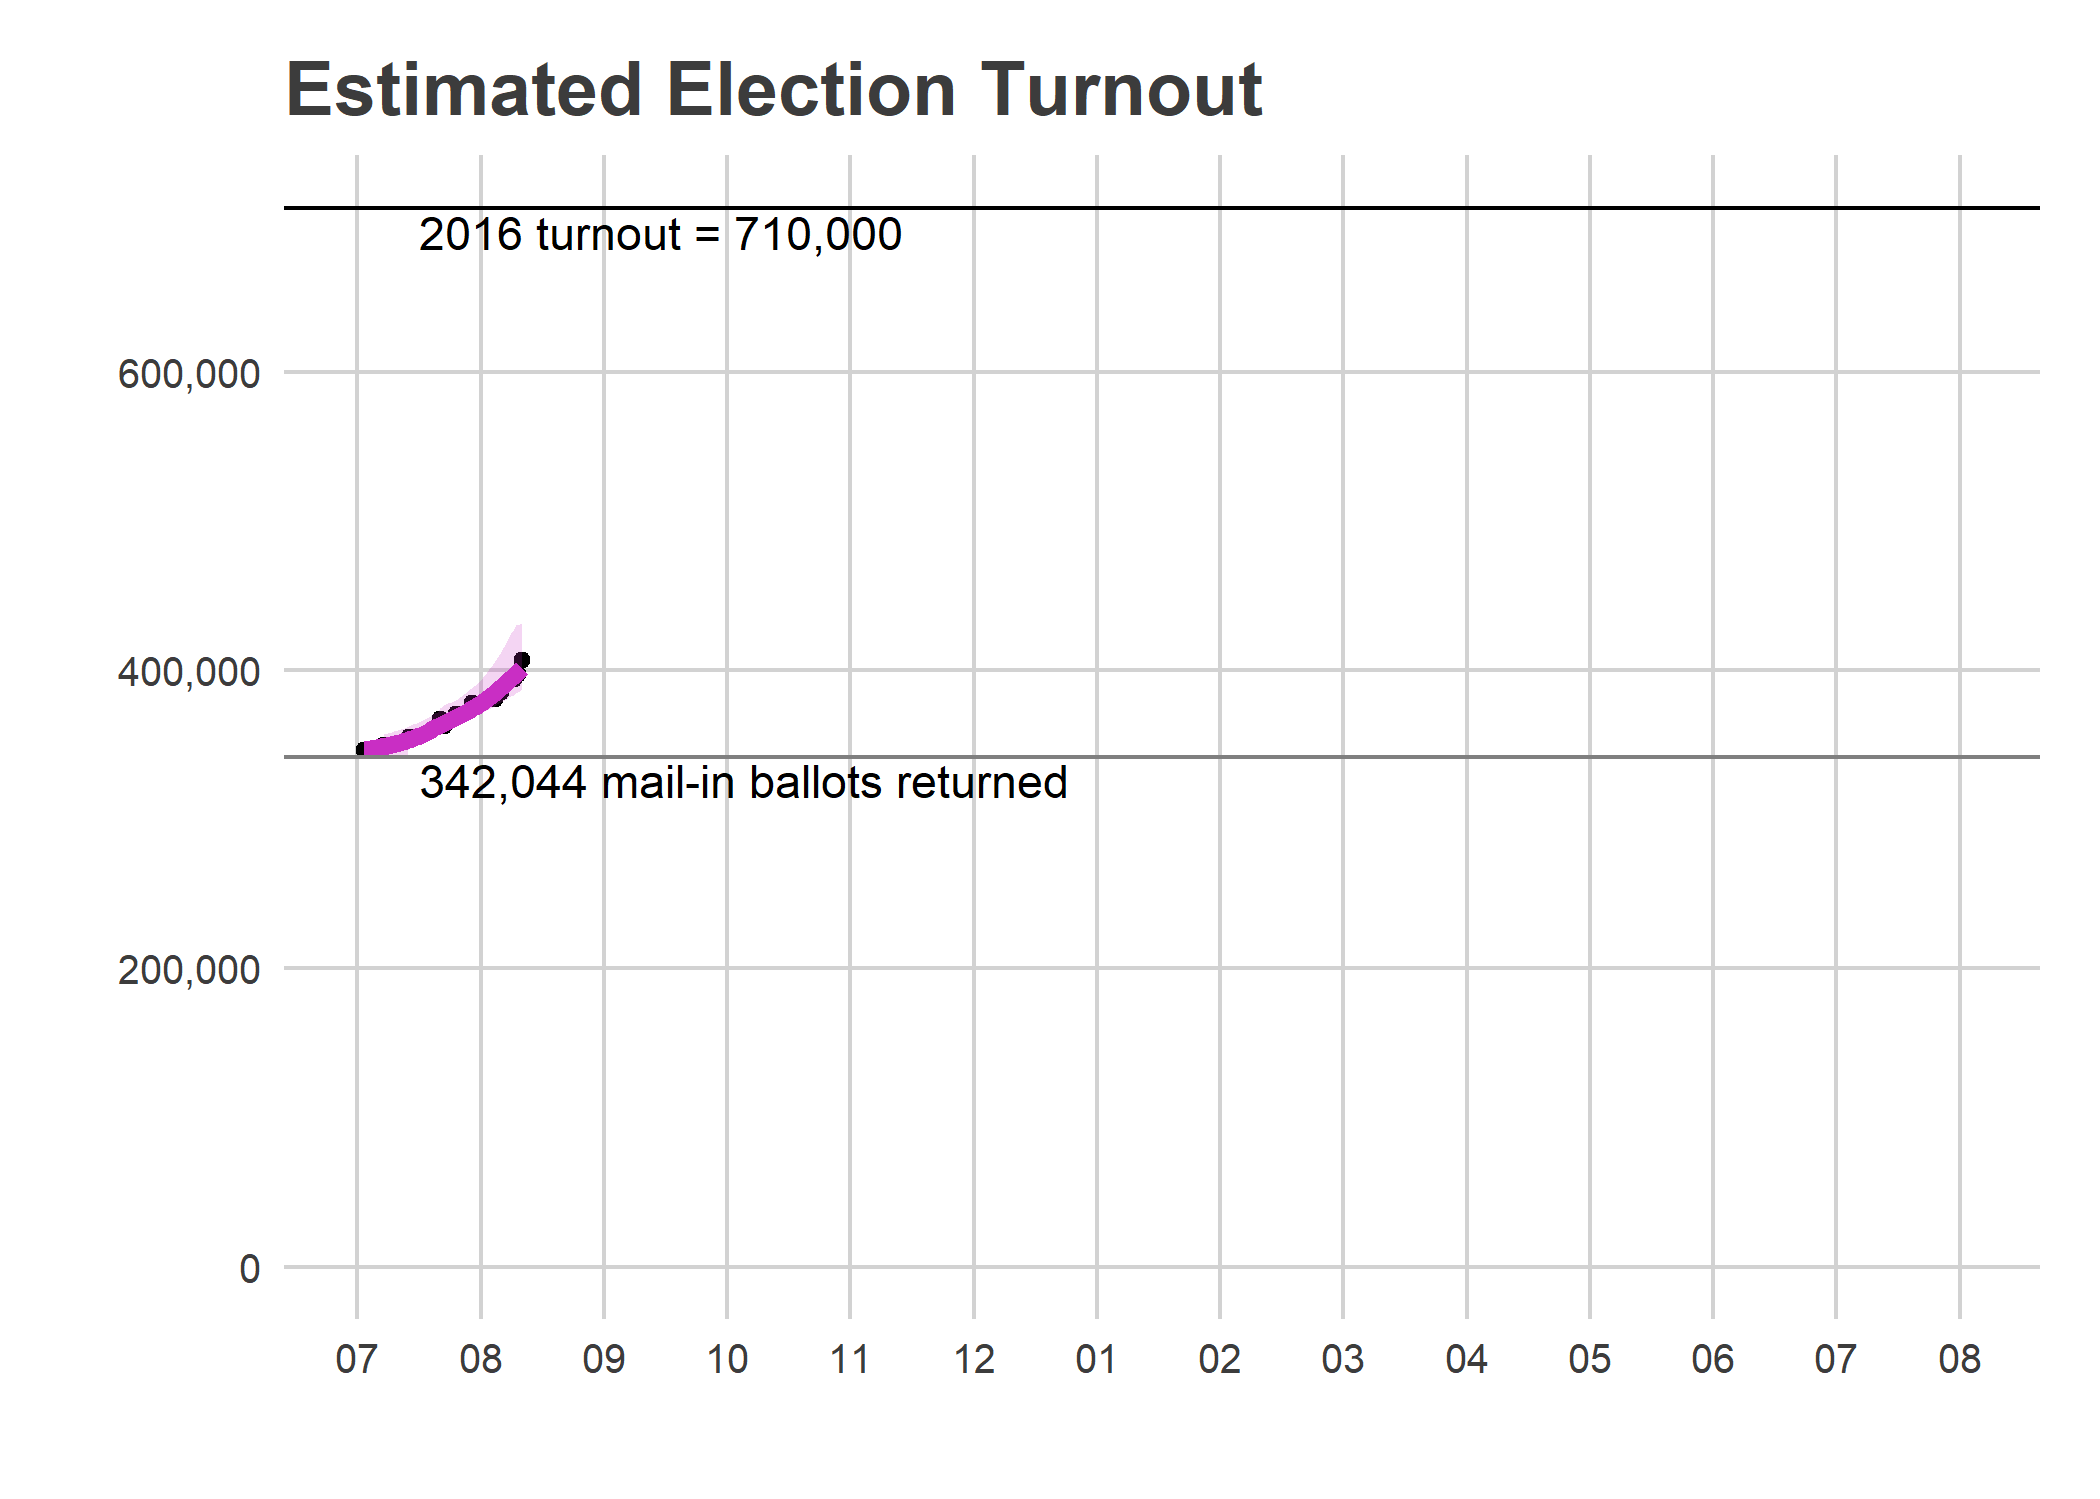 Estimated Election Turnout
2016 turnout = 710,000
600,000
400,000
342,044 mail-in ballots returned
200,000
0
07 08 09 10 11 12 01 02 03 04 05 06 07 08